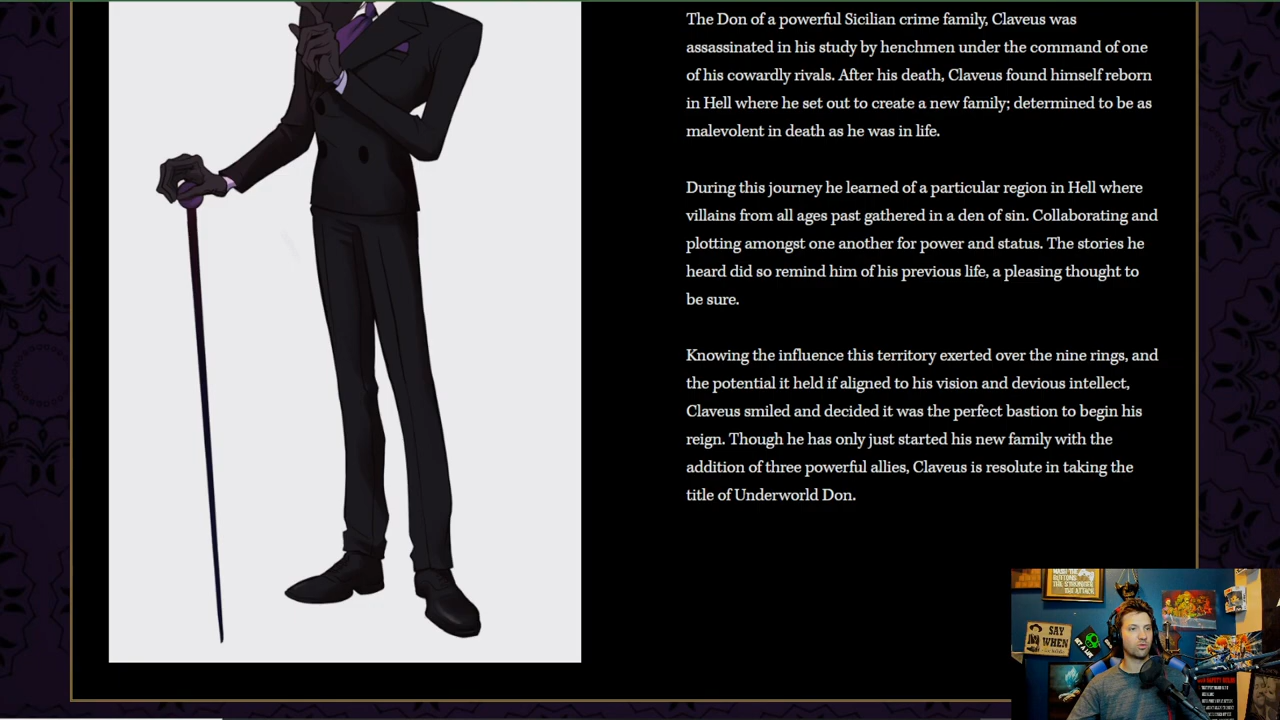 The Don of a powerful Sicilian crime family, Claveus was
assassinated in his study by henchmen under the command of one
of his cowardly rivals. After his death, Claveus found himself reborn
in Hell where he set out to create a new family; determined to be as
malevolent in death as he was in life.
During this journey he learned of a particular region in Hell where
villains from all ages past gathered in a den of sin. Collaborating and
plotting amongst one another for power and status. The stories he
heard did so remind him of his previous life, a pleasing thought to
be sure.
Knowing the influence this territory exerted over the nine rings, and
the potential it held if aligned to his vision and devious intellect,
Claveus smiled and decided it was the perfect bastion to begin his
reign. Though he has only just started his new family with the
addition of three powerful allies, Claveus is resolute in taking the
title of Underworld Don.
SAY
WHEN